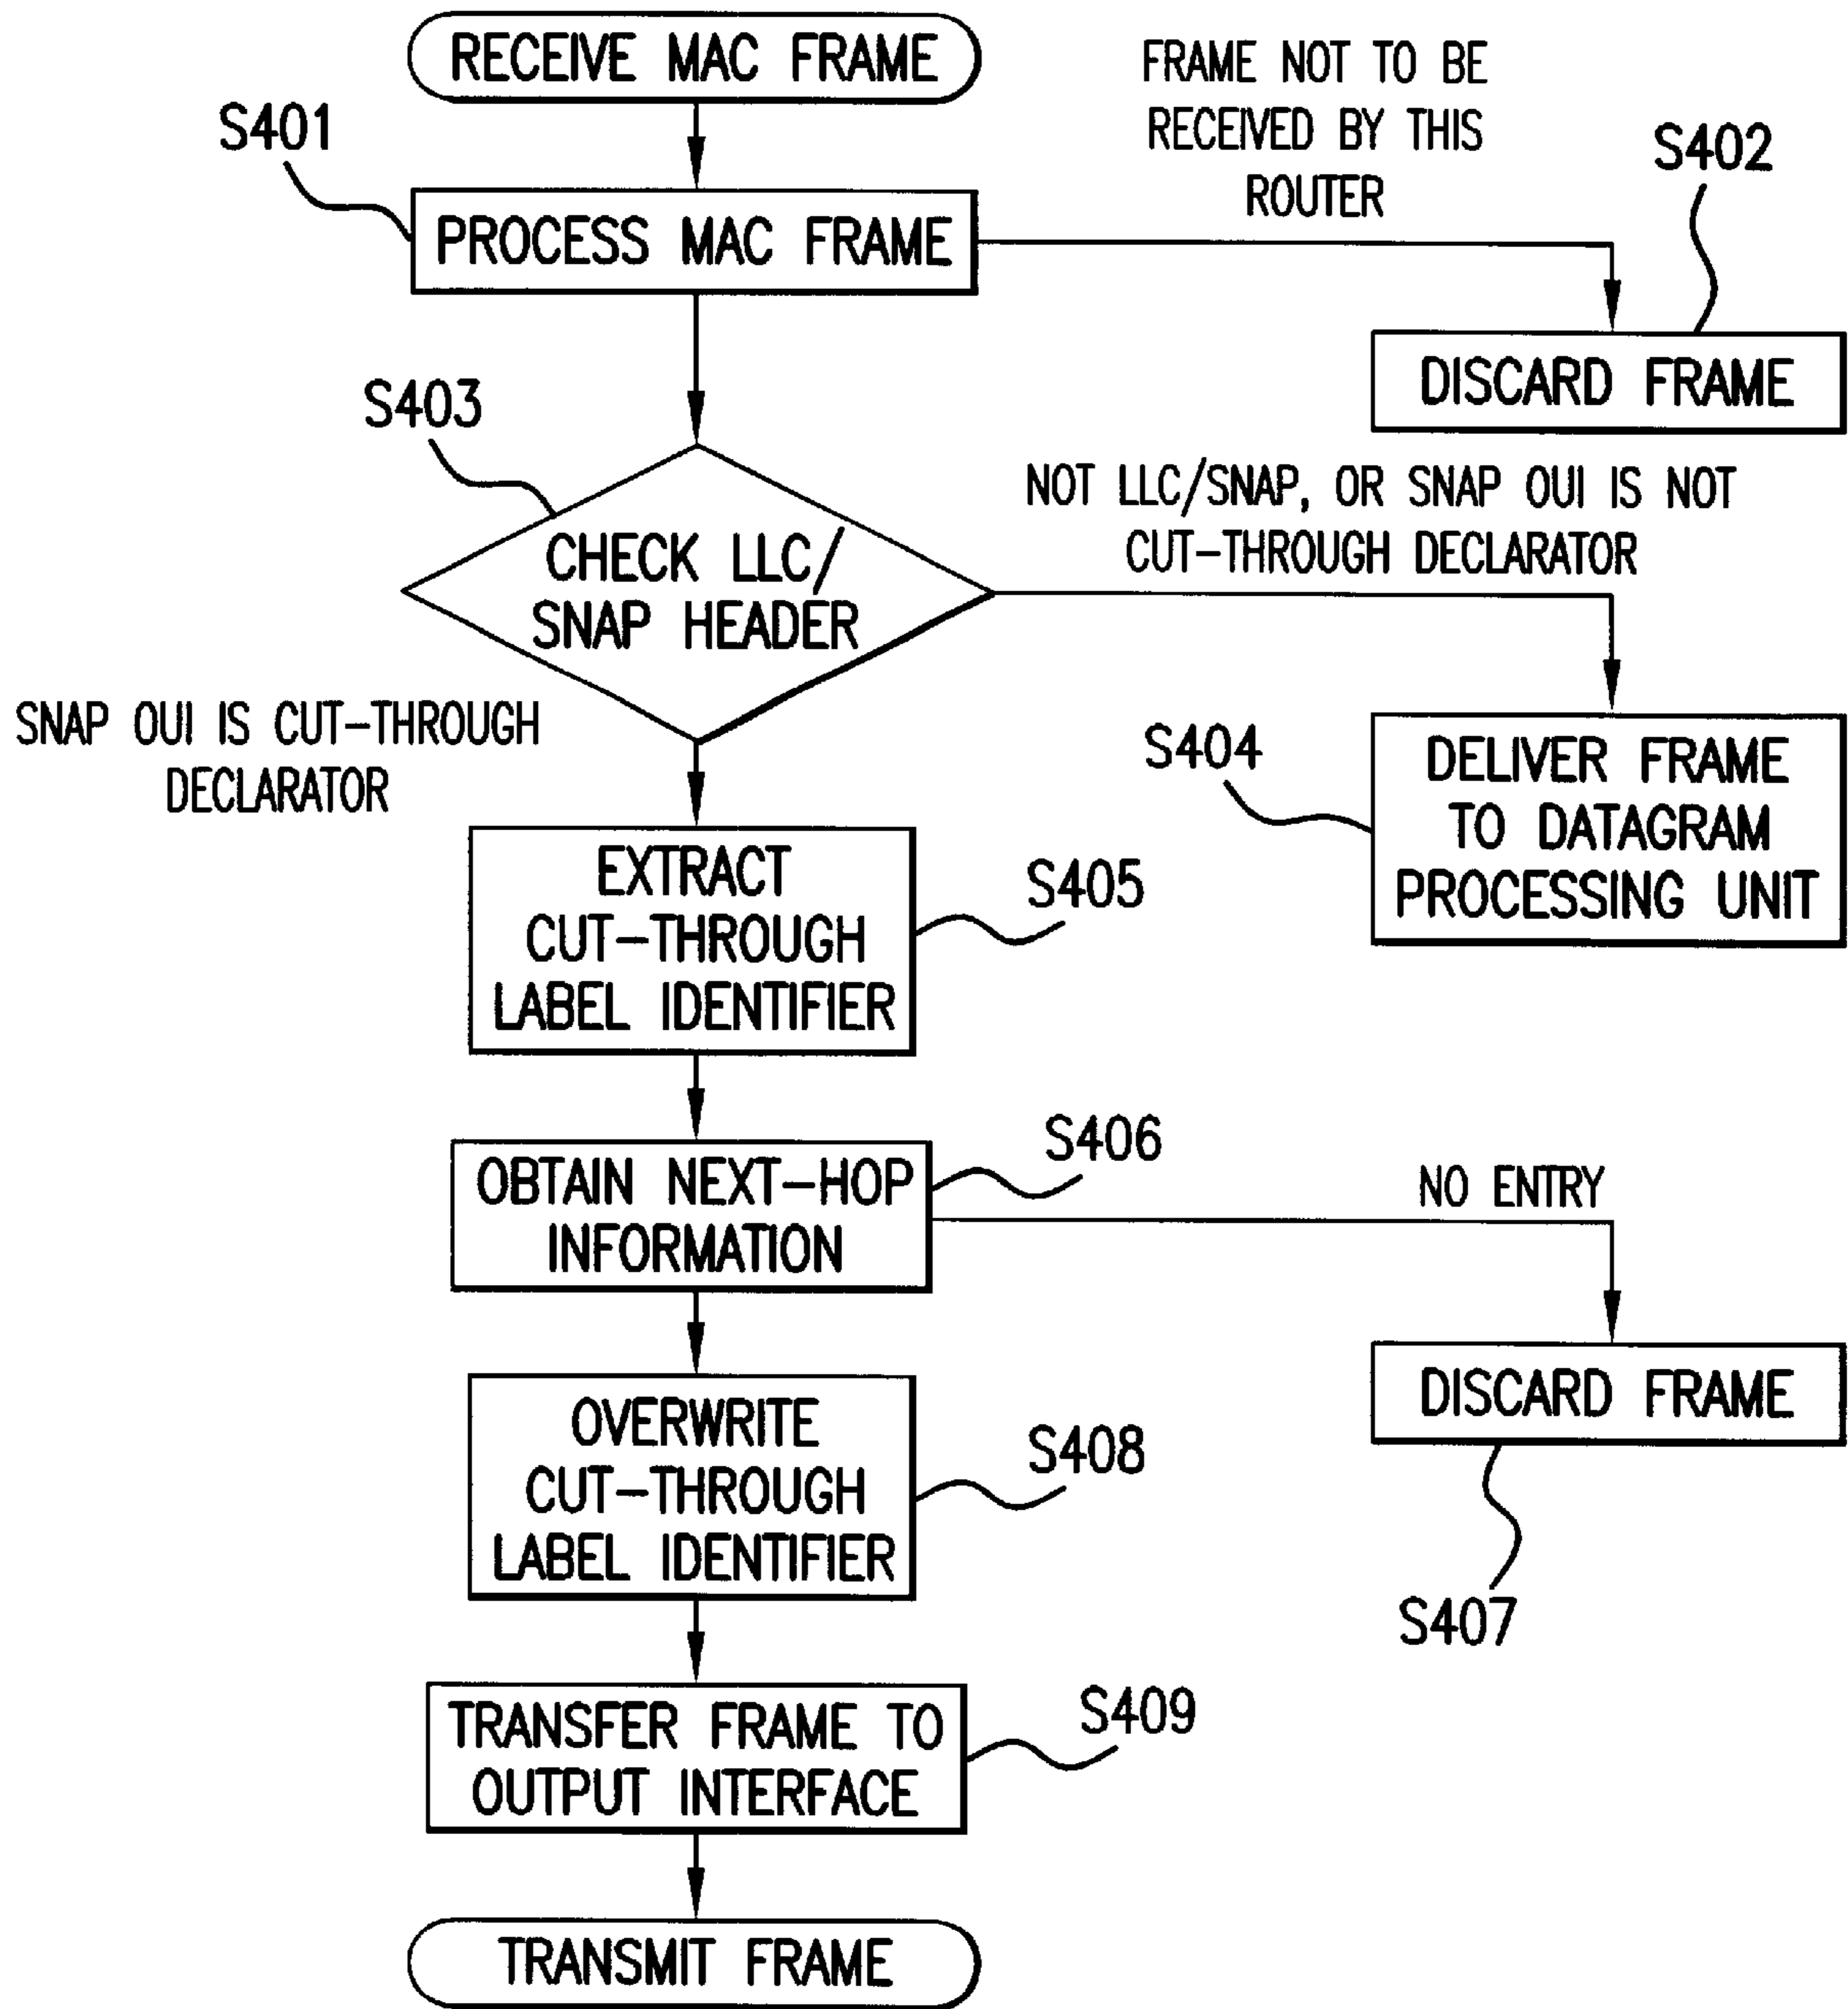 RECEIVE MAC FRAME
FRAME NOT TO BE
RECEIVED BY THIS
ROUTER
S401
S402
PROCESS MAC FRAME
DISCARD FRAME
S403
NOT LLC/SNAP, OR SNAP OUI IS NOT
CUT-THROUGH DECLARATOR
CHECK LLC/
SNAP HEADER
SNAP OUI IS CUT-THROUGH
DECLARATOR
S404
DELIVER FRAME
TO DATAGRAM
PROCESSING UNIT
EXTRACT
CUT-THROUGH
LABEL IDENTIFIER
S405
OBTAIN NEXT-HOP
INFORMATION
S406
NO ENTRY
DISCARD FRAME
S407
OVERWRITE
CUT-THROUGH
LABEL IDENTIFIER
S408
TRANSFER FRAME TO
OUTPUT INTERFACE
S409
TRANSMIT FRAME